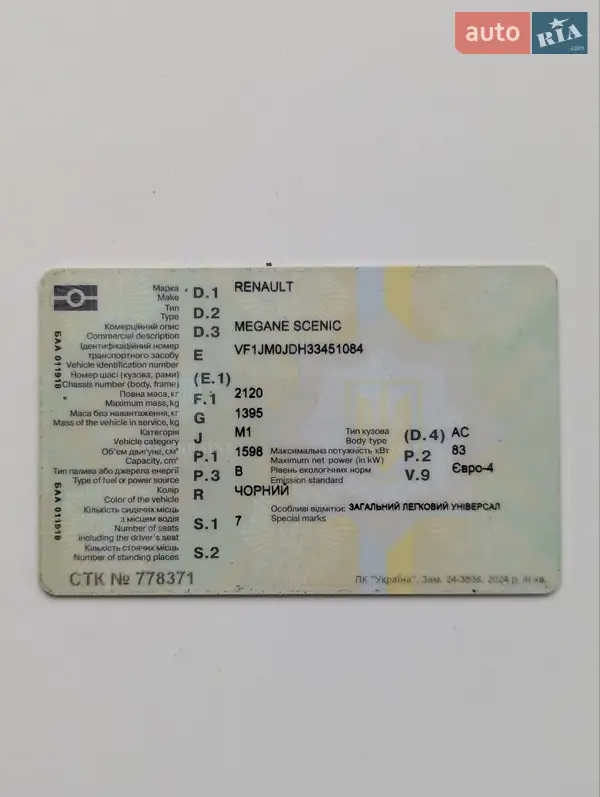 auto RIA .com
БАА 011918
БАА 011918
Марка
Make D.1 RENAULT
Тип
Type D.2
Комерційний опис
Commercial description D.3 MEGANE SCENIC
Ідентифікаційний номер
транспортного засобу
Vehicle identification number E VF1JM0JDH33451084
Номер шасі (кузова, рами)
Chassis number (body, frame) (E.1)
Повна маса, кг
Maximum mass, kg F.1 2120
Маса без навантаження, кг
Mass of the vehicle in service, kg G 1395
Категорія
Vehicle category J M1 Тип кузова
Body type (D.4) AC
Об'єм двигуна, см³
Capacity, cm³ P.1 1598 Максимальна потужність кВт
Maximum net power (in kW) P.2 83
Тип палива або джерела енергії
Type of fuel or power source P.3 B Рівень екологічних норм
Emission standard V.9 Євро-4
Колір
Color of the vehicle R ЧОРНИЙ
Кількість сидячих місць
з місцем водія
Number of seats
including the driver's seat S.1 7 Особливі відмітки: ЗАГАЛЬНИЙ ЛЕГКОВИЙ УНІВЕРСАЛ
Special marks
Кількість стоячих місць
Number of standing places S.2
СТК № 778371
ПК "Україна". Зам. 24-3558. 2024 р. III кв.